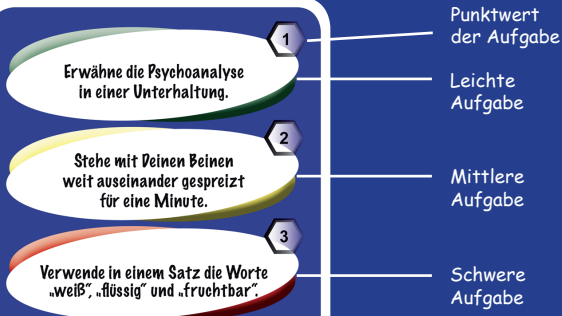 1
Punktwert
der Aufgabe
Erwähne die Psychoanalyse
in einer Unterhaltung.
Leichte
Aufgabe
2
Stehe mit Deinen Beinen
weit auseinander gespreizt
für eine Minute.
Mittlere
Aufgabe
3
Verwende in einem Satz die Worte
„weiß“, „flüssig“ und „fruchtbar“.
Schwere
Aufgabe